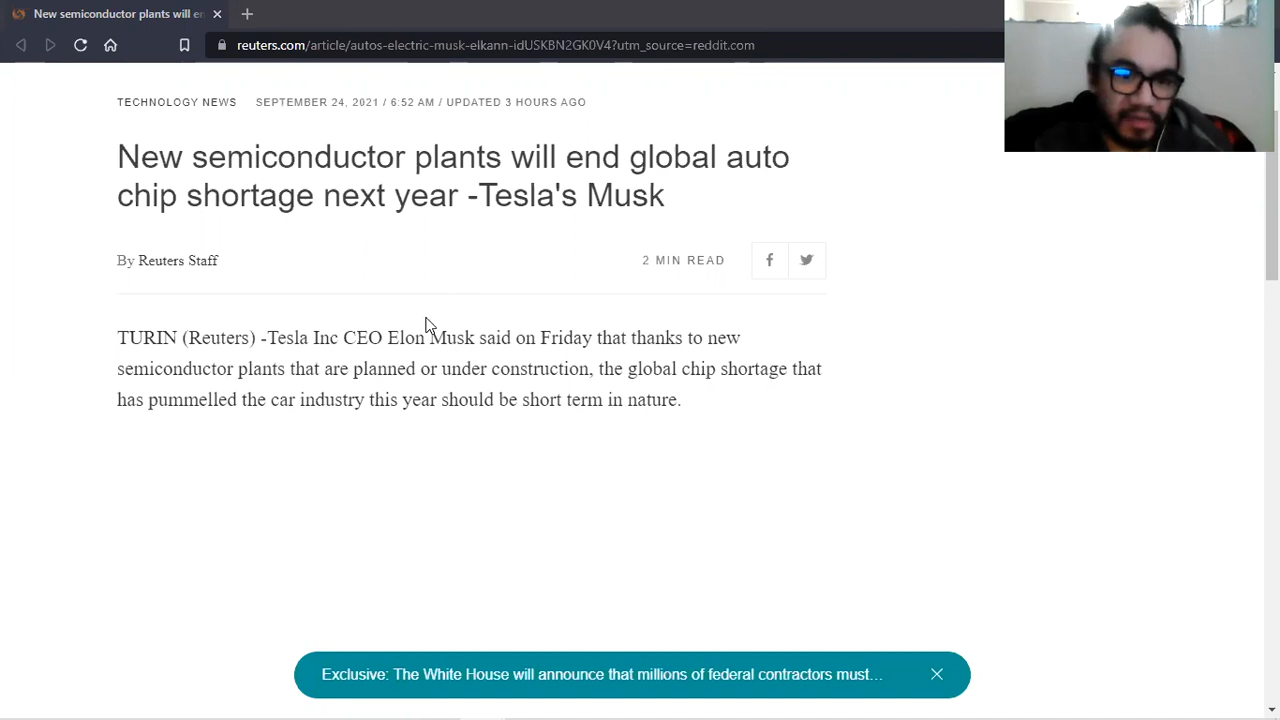 New semiconductor plants will en
reuters.com/article/autos-electric-musk-elkann-idUSKBN2GK0V4?utm_source=reddit.com
TECHNOLOGY NEWS SEPTEMBER 24, 2021 / 6:52 AM / UPDATED 3 HOURS AGO
New semiconductor plants will end global auto
chip shortage next year -Tesla's Musk
By Reuters Staff 2 MIN READ
TURIN (Reuters) -Tesla Inc CEO Elon Musk said on Friday that thanks to new
semiconductor plants that are planned or under construction, the global chip shortage that
has pummelled the car industry this year should be short term in nature.
Exclusive: The White House will announce that millions of federal contractors must...